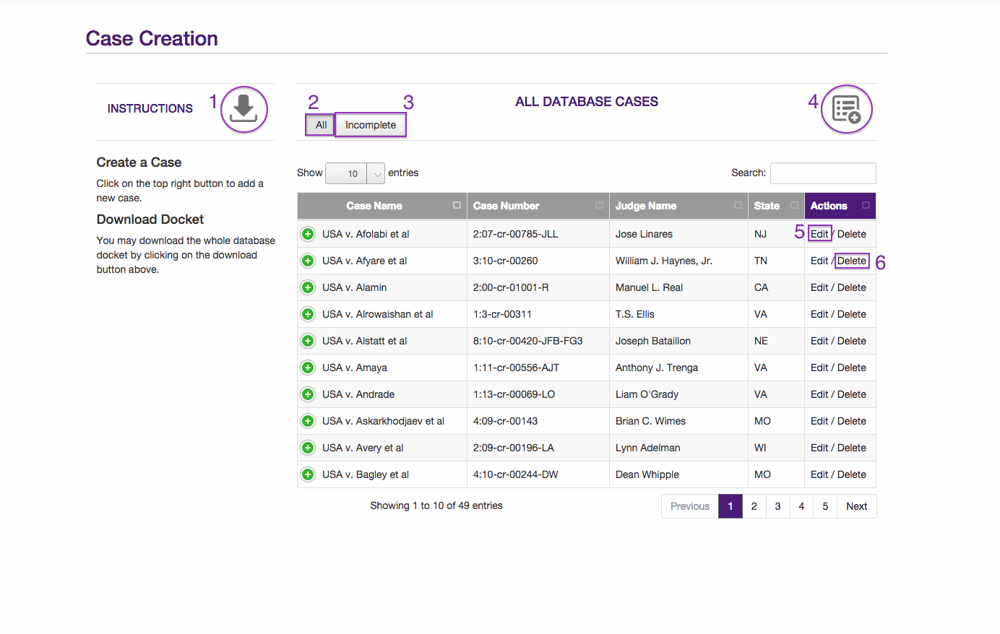 Case Creation
INSTRUCTIONS 1
2 3
All Incomplete
ALL DATABASE CASES
4
Create a Case
Click on the top right button to add a
new case.
Download Docket
You may download the whole database
docket by clicking on the download
button above.
Show 10 entries
Search:
Case Name Case Number Judge Name State Actions
USA v. Afolabi et al 2:07-cr-00785-JLL Jose Linares NJ 5 Edit / Delete
USA v. Afyare et al 3:10-cr-00260 William J. Haynes, Jr. TN Edit / Delete 6
USA v. Alamin 2:00-cr-01001-R Manuel L. Real CA Edit / Delete
USA v. Alrowaishan et al 1:3-cr-00311 T.S. Ellis VA Edit / Delete
USA v. Alstatt et al 8:10-cr-00420-JFB-FG3 Joseph Bataillon NE Edit / Delete
USA v. Amaya 1:11-cr-00556-AJT Anthony J. Trenga VA Edit / Delete
USA v. Andrade 1:13-cr-00069-LO Liam O'Grady VA Edit / Delete
USA v. Askarkhodjaev et al 4:09-cr-00143 Brian C. Wimes MO Edit / Delete
USA v. Avery et al 2:09-cr-00196-LA Lynn Adelman WI Edit / Delete
USA v. Bagley et al 4:10-cr-00244-DW Dean Whipple MO Edit / Delete
Showing 1 to 10 of 49 entries
Previous 1 2 3 4 5 Next